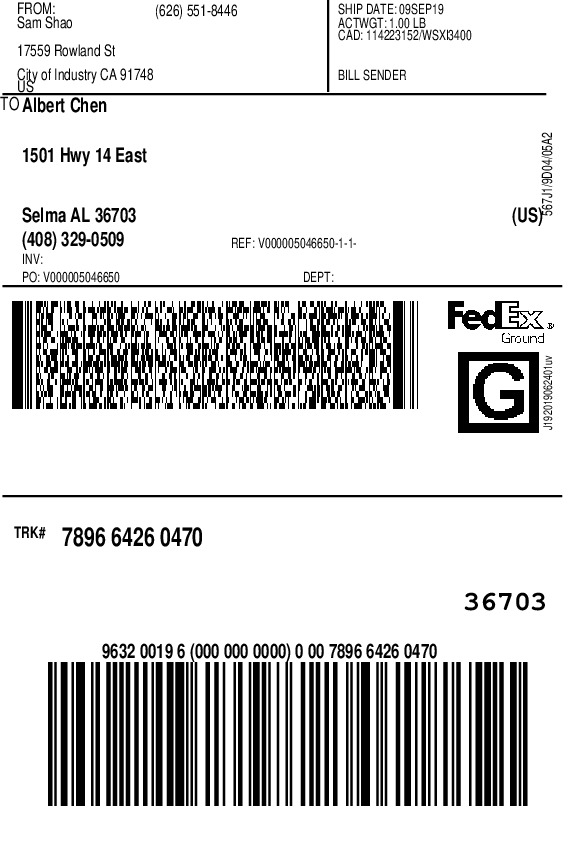 FROM: (626) 551-8446
Sam Shao
17559 Rowland St
City of Industry CA 91748
US
SHIP DATE: 09SEP19
ACTWGT: 1.00 LB
CAD: 114223152/WSXI3400
BILL SENDER
TO Albert Chen
1501 Hwy 14 East
Selma AL 36703 (US)
(408) 329-0509 REF: V000005046650-1-1-
INV:
PO: V000005046650 DEPT:
567J1/9D04/05A2
FedEx ®
Ground
G
J192019062401uv
TRK# 7896 6426 0470
36703
9632 0019 6 (000 000 0000) 0 00 7896 6426 0470